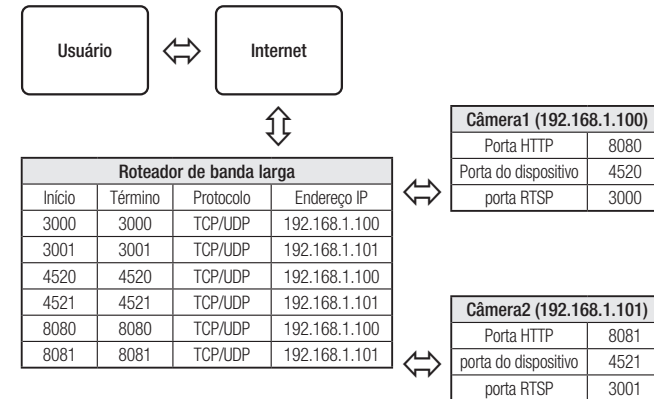 Usuário
Internet
Roteador de banda larga
Início Término Protocolo Endereço IP
3000 3000 TCP/UDP 192.168.1.100
3001 3001 TCP/UDP 192.168.1.101
4520 4520 TCP/UDP 192.168.1.100
4521 4521 TCP/UDP 192.168.1.101
8080 8080 TCP/UDP 192.168.1.100
8081 8081 TCP/UDP 192.168.1.101
Câmera1 (192.168.1.100)
Porta HTTP 8080
Porta do dispositivo 4520
porta RTSP 3000
Câmera2 (192.168.1.101)
Porta HTTP 8081
porta do dispositivo 4521
porta RTSP 3001